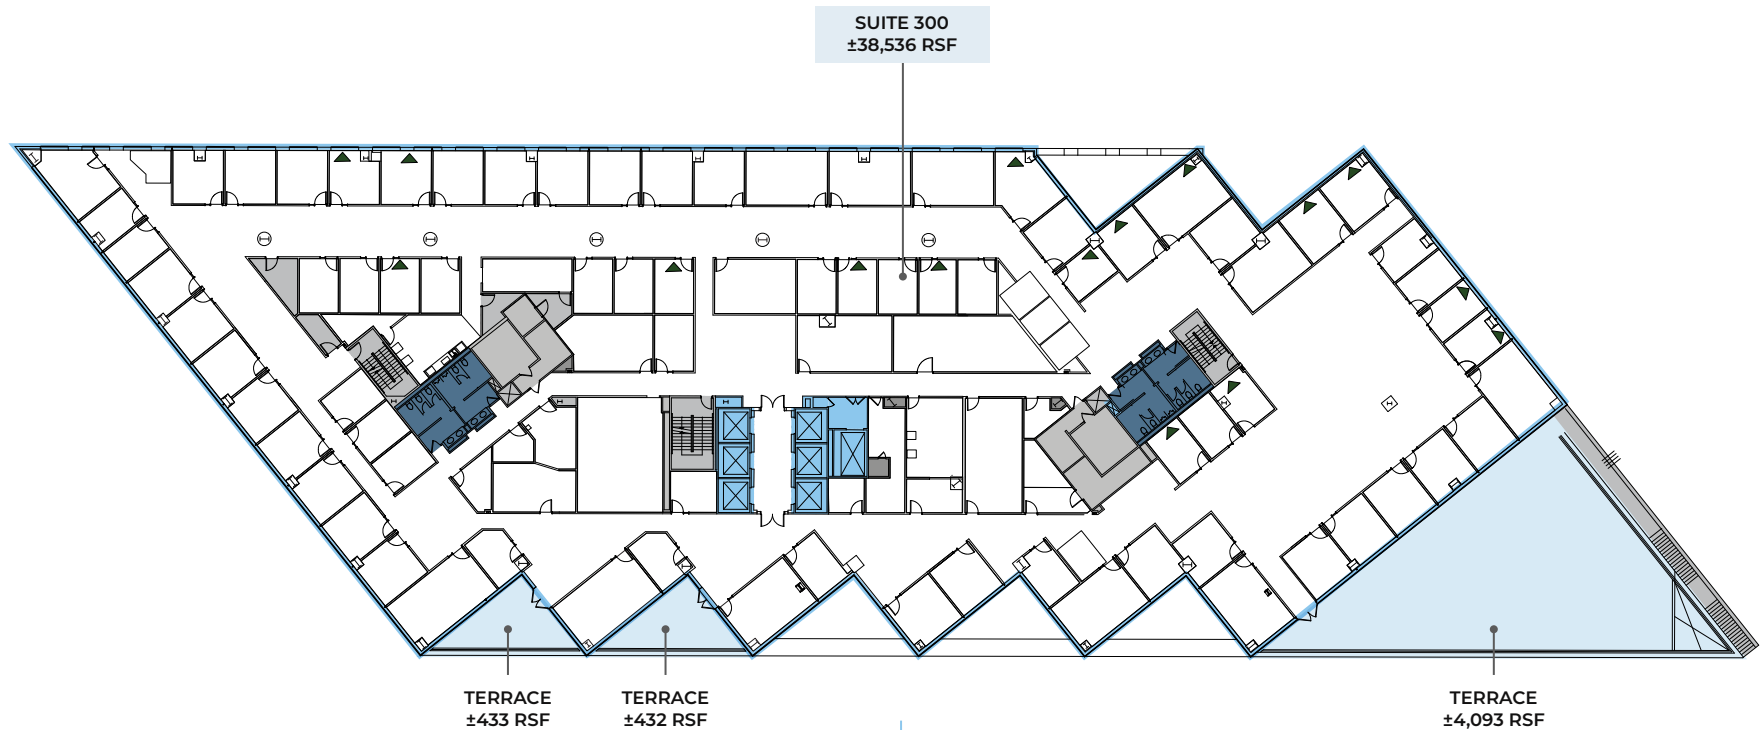 SUITE 300
±38,536 RSF
TERRACE
±433 RSF
TERRACE
±432 RSF
TERRACE
±4,093 RSF